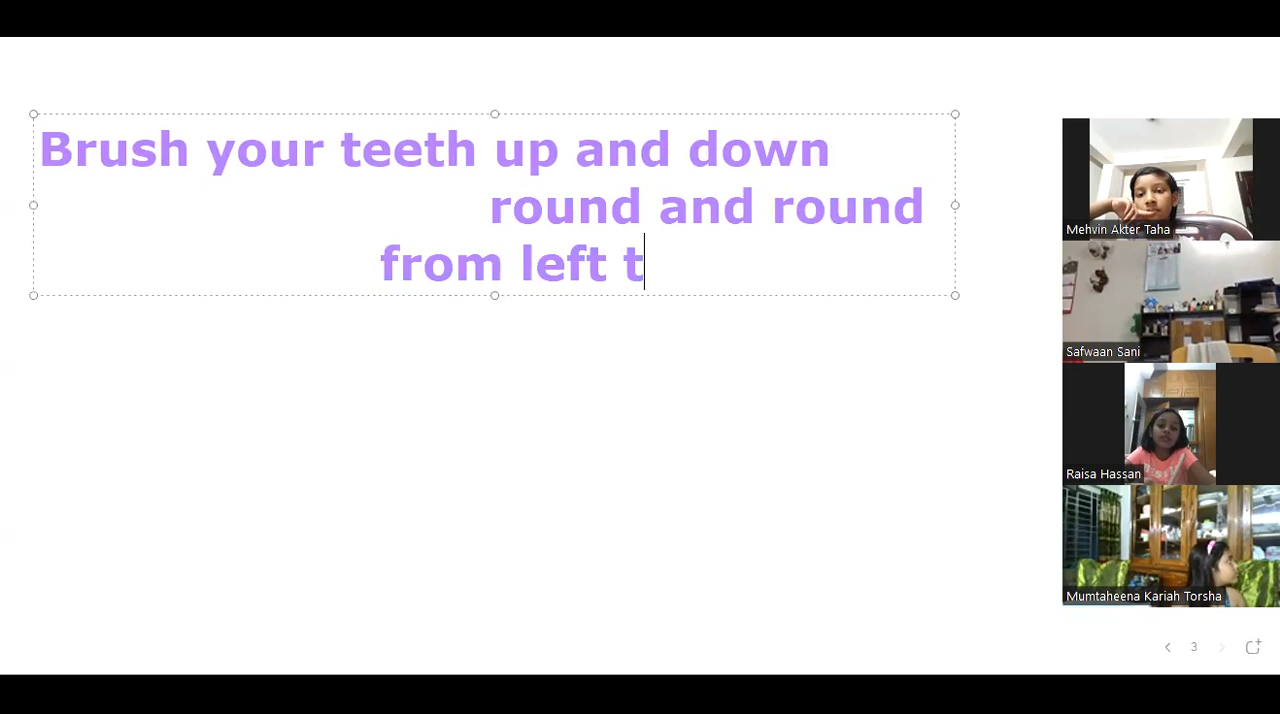 Brush your teeth up and down
round and round
from left t
Mehvin Akter Taha
Safwaan Sani
Raisa Hassan
Mumtaheena Kariah Torsha
3